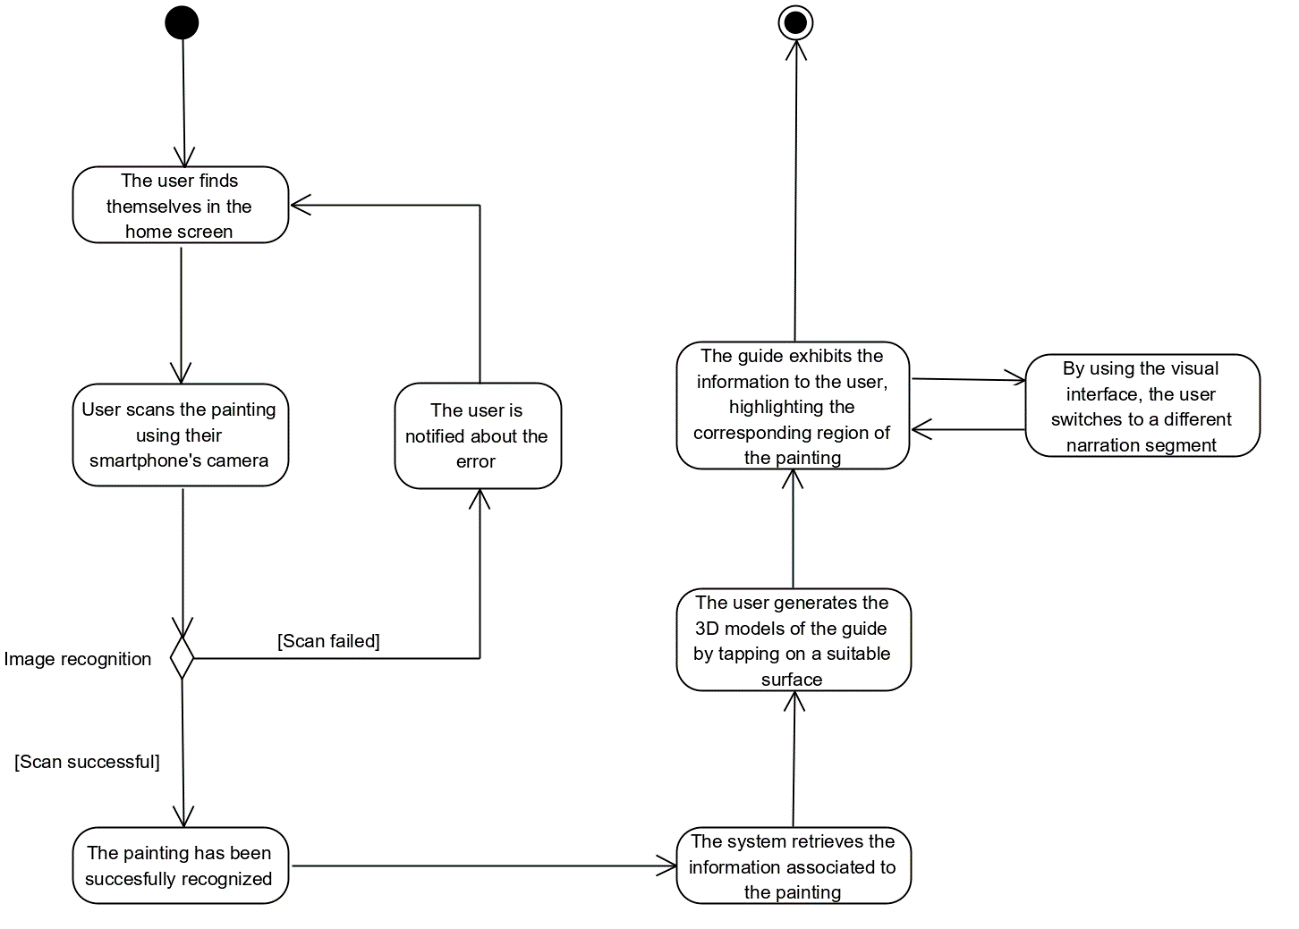 The user finds
themselves in the
home screen
User scans the painting
using their
smartphone's camera
The user is
notified about the
error
Image recognition
[Scan failed]
[Scan successful]
The painting has been
succesfully recognized
The system retrieves the
information associated to
the painting
The user generates the
3D models of the guide
by tapping on a suitable
surface
The guide exhibits the
information to the user,
highlighting the
corresponding region of
the painting
By using the visual
interface, the user
switches to a different
narration segment